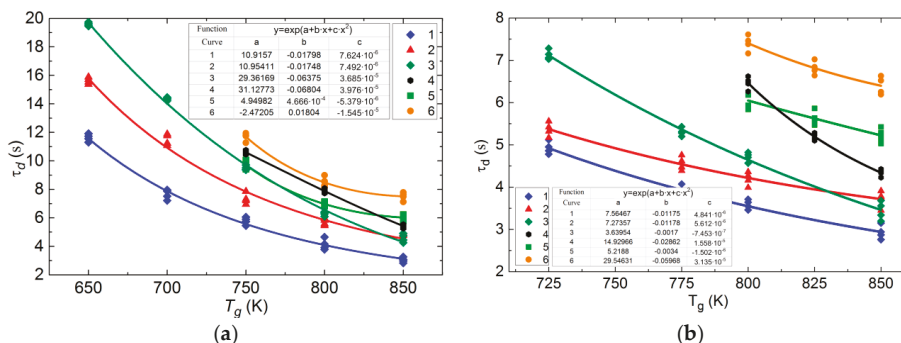 20
18
16
14
12
10
8
6
4
2
τd (s)
650 700 750 800 850
Tg (K)
Function y=exp(a+b·x+c·x²)
Curve a b c
1 10.9157 -0.01798 7.624·10⁻⁶
2 10.95411 -0.01748 7.492·10⁻⁶
3 29.36169 -0.06375 3.685·10⁻⁵
4 31.12773 -0.06804 3.976·10⁻⁵
5 4.94982 4.666·10⁻⁴ -5.379·10⁻⁶
6 -2.47205 0.01804 -1.545·10⁻⁵
1
2
3
4
5
6
(a)
8
7
6
5
4
3
2
τd (s)
725 750 775 800 825 850
Tg (K)
Function y=exp(a+b·x+c·x²)
Curve a b c
1 7.56467 -0.01175 4.841·10⁻⁶
2 7.27357 -0.01178 5.612·10⁻⁶
3 3.63954 -0.0017 -7.453·10⁻⁷
4 14.92966 -0.02862 1.558·10⁻⁵
5 5.2188 -0.0034 -1.502·10⁻⁶
6 29.54631 -0.05968 3.135·10⁻⁵
1
2
3
4
5
6
(b)